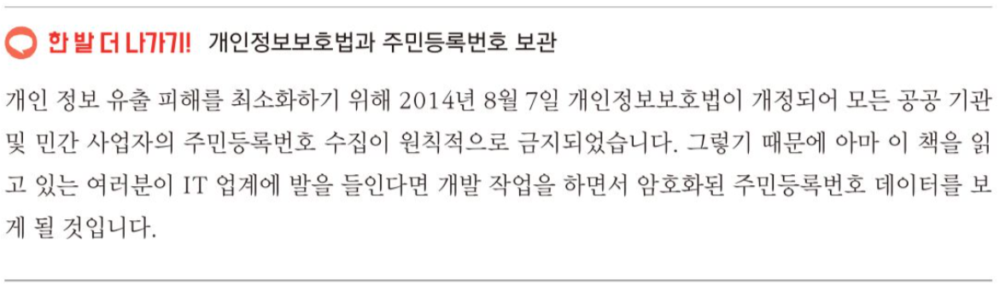 한 발 더 나가기! 개인정보보호법과 주민등록번호 보관
개인 정보 유출 피해를 최소화하기 위해 2014년 8월 7일 개인정보보호법이 개정되어 모든 공공 기관
및 민간 사업자의 주민등록번호 수집이 원칙적으로 금지되었습니다. 그렇기 때문에 아마 이 책을 읽
고 있는 여러분이 IT 업계에 발을 들인다면 개발 작업을 하면서 암호화된 주민등록번호 데이터를 보
게 될 것입니다.